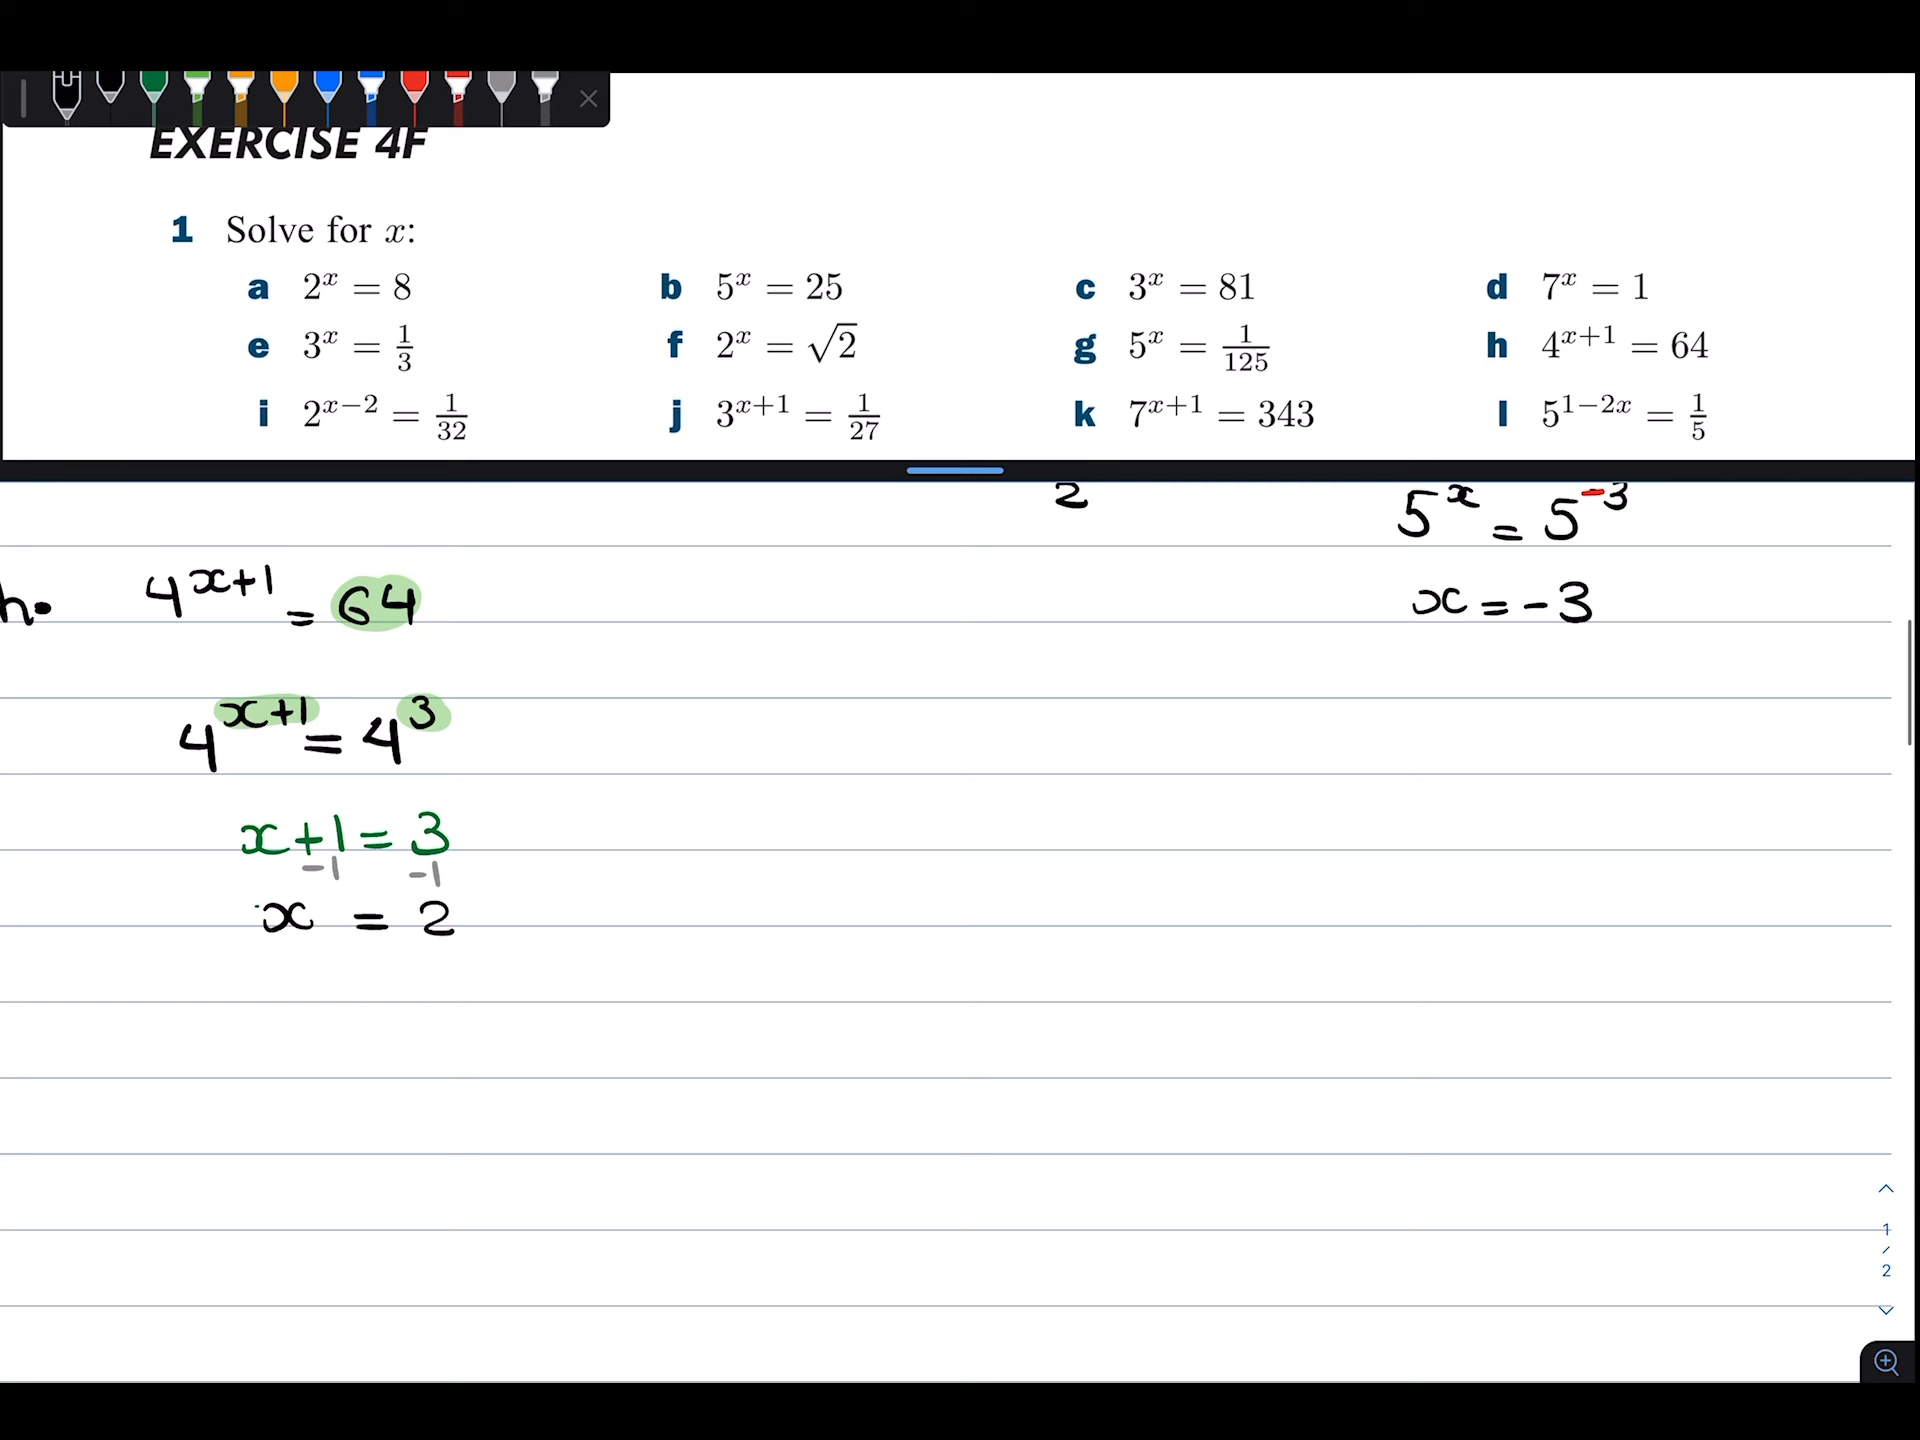 EXERCISE 4F
1 Solve for x:
a 2^x = 8 b 5^x = 25 c 3^x = 81 d 7^x = 1
e 3^x = 1/3 f 2^x = √2 g 5^x = 1/125 h 4^{x+1} = 64
i 2^{x−2} = 1/32 j 3^{x+1} = 1/27 k 7^{x+1} = 343 l 5^{1−2x} = 1/5
2
5^x = 5^{-3}
x = -3
h. 4^{x+1} = 64
4^{x+1} = 4^3
x+1 = 3
-1 -1
x = 2
1
/
2